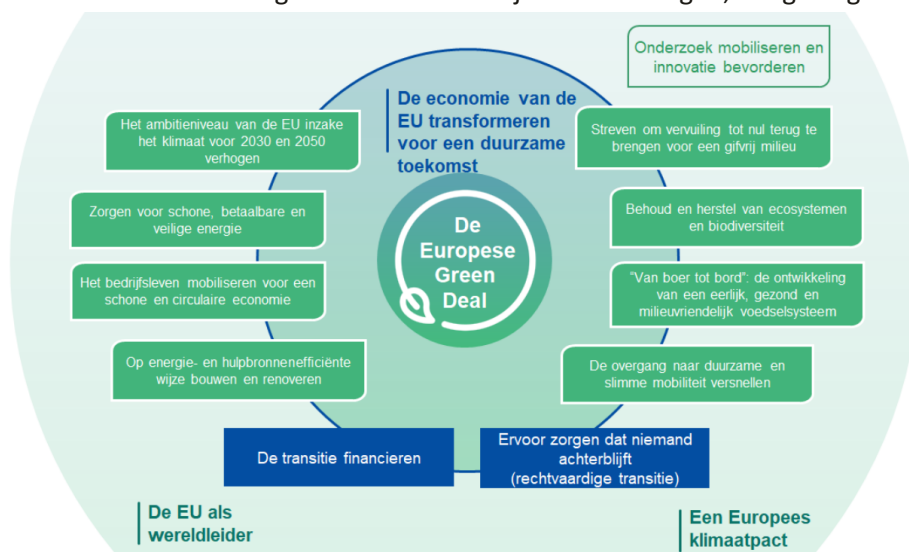 Onderzoek mobiliseren en
innovatie bevorderen
De economie van de
EU transformeren
voor een duurzame
toekomst
Het ambitieniveau van de EU inzake
het klimaat voor 2030 en 2050
verhogen
Streven om vervuiling tot nul terug te
brengen voor een gifvrij milieu
Zorgen voor schone, betaalbare en
veilige energie
Behoud en herstel van ecosystemen
en biodiversiteit
De
Europese
Green
Deal
Het bedrijfsleven mobiliseren voor een
schone en circulaire economie
"Van boer tot bord": de ontwikkeling
van een eerlijk, gezond en
milieuvriendelijk voedselsysteem
Op energie- en hulpbronnenefficiënte
wijze bouwen en renoveren
De overgang naar duurzame en
slimme mobiliteit versnellen
De transitie financieren
Ervoor zorgen dat niemand
achterblijft
(rechtvaardige transitie)
De EU als
wereldleider
Een Europees
klimaatpact